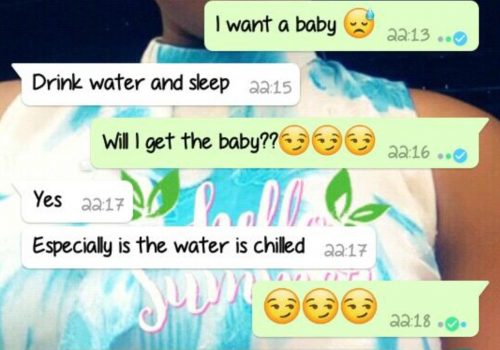 I want a baby 😓 22:13
Drink water and sleep 22:15
Will I get the baby??😏😏😏 22:16
Yes 22:17
Especially is the water is chilled 22:17
hello
Summer
😏😏😏 22:18